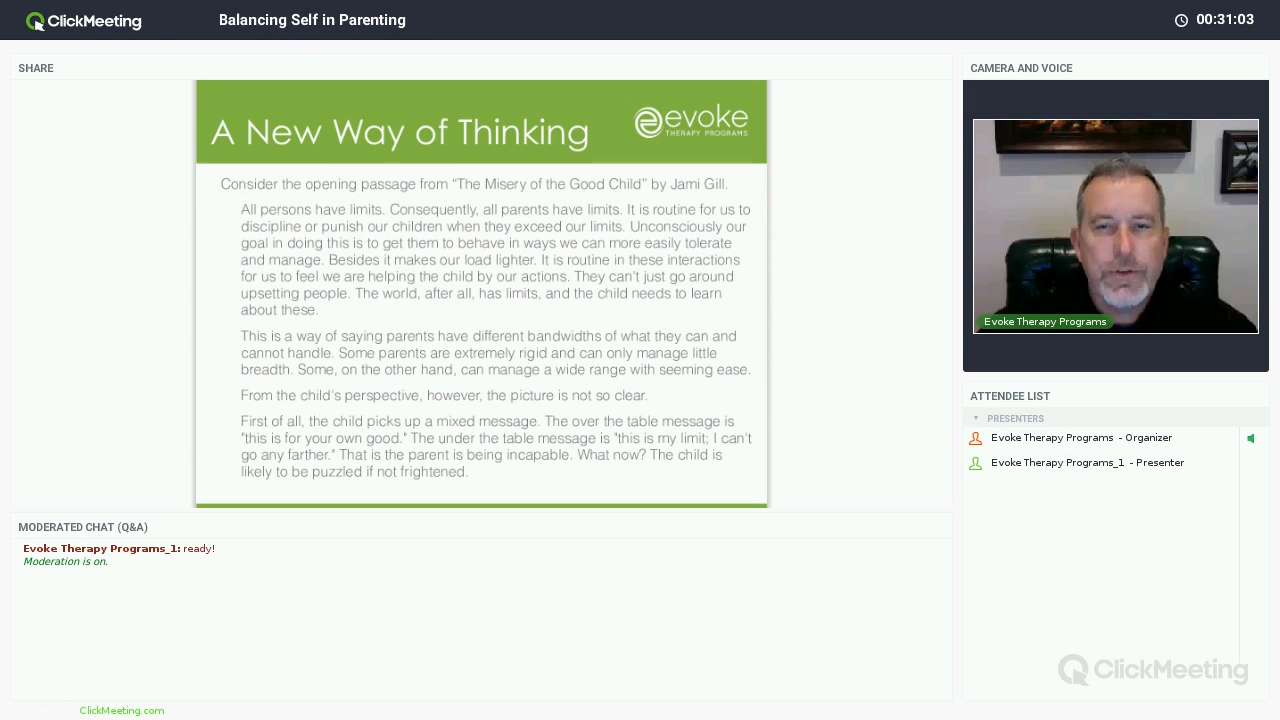 ClickMeeting
Balancing Self in Parenting
00:31:03
SHARE
A New Way of Thinking
evoke
THERAPY PROGRAMS
Consider the opening passage from “The Misery of the Good Child” by Jami Gill.
All persons have limits. Consequently, all parents have limits. It is routine for us to
discipline or punish our children when they exceed our limits. Unconsciously our
goal in doing this is to get them to behave in ways we can more easily tolerate
and manage. Besides it makes our load lighter. It is routine in these interactions
for us to feel we are helping the child by our actions. They can’t just go around
upsetting people. The world, after all, has limits, and the child needs to learn
about these.
This is a way of saying parents have different bandwidths of what they can and
cannot handle. Some parents are extremely rigid and can only manage little
breadth. Some, on the other hand, can manage a wide range with seeming ease.
From the child’s perspective, however, the picture is not so clear.
First of all, the child picks up a mixed message. The over the table message is
"this is for your own good." The under the table message is "this is my limit; I can’t
go any farther." That is the parent is being incapable. What now? The child is
likely to be puzzled if not frightened.
CAMERA AND VOICE
Evoke Therapy Programs
ATTENDEE LIST
PRESENTERS
Evoke Therapy Programs - Organizer
Evoke Therapy Programs_1 - Presenter
MODERATED CHAT (Q&A)
Evoke Therapy Programs_1: ready!
Moderation is on.
ClickMeeting
ClickMeeting.com